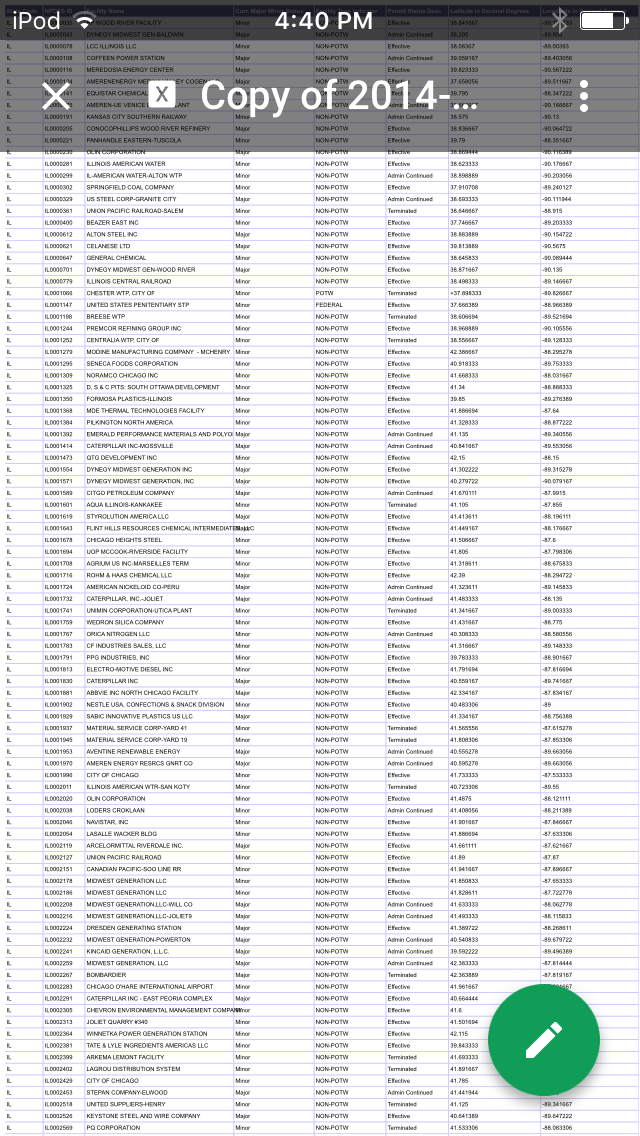 iPod 4:40 PM
X Copy of 2014-...
IL IL0000035 WOOD RIVER FACILITY Minor NON-POTW Effective 38.841667
IL IL0000043 DYNEGY MIDWEST GEN-BALDWIN Major NON-POTW Admin Continued 38.205
IL IL0000078 LCC ILLINOIS LLC Minor NON-POTW Effective 38.08367 -89.00393
IL IL0000108 COFFEEN POWER STATION Major NON-POTW Admin Continued 39.059167 -89.403056
IL IL0000116 MEREDOSIA ENERGY CENTER Major NON-POTW Effective 39.823333 -90.567222
AMERENENERGY MEDINA VALLEY COGEN NON-POTW Effective 37.658056 -89.511667
EQUISTAR CHEMICAL NON-POTW Effective 39.795 -88.347222
AMEREN-UE VENICE PLANT NON-POTW -90.166667
IL IL0000191 KANSAS CITY SOUTHERN RAILWAY Minor NON-POTW Admin Continued 38.575 -90.13
IL IL0000205 CONOCOPHILLIPS WOOD RIVER REFINERY Major NON-POTW Effective 38.836667 -90.064722
IL IL0000221 PANHANDLE EASTERN-TUSCOLA Minor NON-POTW Effective 39.79 -88.351667
IL IL0000230 OLIN CORPORATION Major NON-POTW Admin Continued 38.869444 -90.116389
IL IL0000281 ILLINOIS AMERICAN WATER Minor NON-POTW Effective 38.623333 -90.176667
IL IL0000299 IL-AMERICAN WATER-ALTON WTP Minor NON-POTW Admin Continued 38.898889 -90.203056
IL IL0000302 SPRINGFIELD COAL COMPANY Minor NON-POTW Effective 37.910708 -89.240127
IL IL0000329 US STEEL CORP-GRANITE CITY Major NON-POTW Admin Continued 38.693333 -90.111944
IL IL0000361 UNION PACIFIC RAILROAD-SALEM Minor NON-POTW Terminated 38.646667 -88.915
IL IL0000400 BEAZER EAST INC Minor NON-POTW Effective 37.746667 -89.203333
IL IL0000612 ALTON STEEL INC Major NON-POTW Effective 38.883889 -90.154722
IL IL0000621 CELANESE LTD Minor NON-POTW Effective 39.813889 -90.5675
IL IL0000647 GENERAL CHEMICAL Minor NON-POTW Effective 38.645833 -90.089444
IL IL0000701 DYNEGY MIDWEST GEN-WOOD RIVER Major NON-POTW Effective 38.871667 -90.135
IL IL0000779 ILLINOIS CENTRAL RAILROAD Minor NON-POTW Effective 38.498333 -89.146667
IL IL0001066 CHESTER WTP, CITY OF Minor POTW Terminated +37.898333 -89.826667
IL IL0001147 UNITED STATES PENITENTIARY STP Minor FEDERAL Effective 37.666389 -88.966389
IL IL0001198 BREESE WTP Minor NON-POTW Terminated 38.606694 -89.521694
IL IL0001244 PREMCOR REFINING GROUP INC Minor NON-POTW Effective 38.968889 -90.105556
IL IL0001252 CENTRALIA WTP, CITY OF Minor NON-POTW Terminated 38.556667 -89.128333
IL IL0001279 MODINE MANUFACTURING COMPANY - MCHENRY Minor NON-POTW Effective 42.386667 -88.295278
IL IL0001295 SENECA FOODS CORPORATION Minor NON-POTW Effective 40.918333 -89.753333
IL IL0001309 NORAMCO CHICAGO INC Minor NON-POTW Effective 41.668333 -88.031667
IL IL0001325 D, S & C PITS: SOUTH OTTAWA DEVELOPMENT Minor NON-POTW Effective 41.34 -88.888333
IL IL0001350 FORMOSA PLASTICS-ILLINOIS Minor NON-POTW Effective 39.85 -89.276389
IL IL0001368 MDE THERMAL TECHNOLOGIES FACILITY Minor NON-POTW Effective 41.886694 -87.64
IL IL0001384 PILKINGTON NORTH AMERICA Minor NON-POTW Effective 41.328333 -88.877222
IL IL0001392 EMERALD PERFORMANCE MATERIALS AND POLYO Major NON-POTW Admin Continued 41.135 -89.340556
IL IL0001414 CATERPILLAR INC-MOSSVILLE Major NON-POTW Admin Continued 40.841667 -89.553056
IL IL0001473 QTG DEVELOPMENT INC Minor NON-POTW Effective 42.15 -88.15
IL IL0001554 DYNEGY MIDWEST GENERATION INC Major NON-POTW Effective 41.302222 -89.315278
IL IL0001571 DYNEGY MIDWEST GENERATION, INC Major NON-POTW Effective 40.279722 -90.079167
IL IL0001589 CITGO PETROLEUM COMPANY Major NON-POTW Admin Continued 41.670111 -87.9915
IL IL0001601 AQUA ILLINOIS-KANKAKEE Minor NON-POTW Terminated 41.105 -87.855
IL IL0001619 STYROLUTION AMERICA LLC Major NON-POTW Effective 41.413611 -88.196111
IL IL0001643 FLINT HILLS RESOURCES CHEMICAL INTERMEDIATES, LLC Major NON-POTW Effective 41.449167 -88.176667
IL IL0001678 CHICAGO HEIGHTS STEEL Minor NON-POTW Effective 41.506667 -87.6
IL IL0001694 UOP MCCOOK-RIVERSIDE FACILITY Minor NON-POTW Effective 41.805 -87.798306
IL IL0001708 AGRIUM US INC-MARSEILLES TERM Minor NON-POTW Effective 41.318611 -88.675833
IL IL0001716 ROHM & HAAS CHEMICAL LLC Minor NON-POTW Effective 42.39 -88.294722
IL IL0001724 AMERICAN NICKELOID CO-PERU Minor NON-POTW Admin Continued 41.323611 -89.145833
IL IL0001732 CATERPILLAR, INC.-JOLIET Major NON-POTW Admin Continued 41.483333 -88.135
IL IL0001741 UNIMIN CORPORATION-UTICA PLANT Minor NON-POTW Terminated 41.341667 -89.003333
IL IL0001759 WEDRON SILICA COMPANY Minor NON-POTW Effective 41.431667 -88.775
IL IL0001767 ORICA NITROGEN LLC Minor NON-POTW Admin Continued 40.308333 -88.580556
IL IL0001783 CF INDUSTRIES SALES, LLC Minor NON-POTW Effective 41.316667 -89.148333
IL IL0001791 PPG INDUSTRIES, INC Minor NON-POTW Effective 39.783333 -88.901667
IL IL0001813 ELECTRO-MOTIVE DIESEL INC Minor NON-POTW Effective 41.791694 -87.816694
IL IL0001830 CATERPILLAR INC Major NON-POTW Effective 40.559167 -89.741667
IL IL0001881 ABBVIE INC NORTH CHICAGO FACILITY Major NON-POTW Admin Continued 42.334167 -87.834167
IL IL0001902 NESTLE USA, CONFECTIONS & SNACK DIVISION Minor NON-POTW Admin Continued 40.483333 -89
IL IL0001929 SABIC INNOVATIVE PLASTICS US LLC Major NON-POTW Effective 41.334167 -88.756389
IL IL0001937 MATERIAL SERVICE CORP-YARD 41 Minor NON-POTW Terminated 41.565556 -87.615278
IL IL0001945 MATERIAL SERVICE CORP-YARD 19 Minor NON-POTW Terminated 41.808306 -87.853306
IL IL0001953 AVENTINE RENEWABLE ENERGY Major NON-POTW Admin Continued 40.555278 -89.663056
IL IL0001970 AMEREN ENERGY RESRCS GNRT CO Major NON-POTW Admin Continued 40.595278 -89.663056
IL IL0001996 CITY OF CHICAGO Minor NON-POTW Effective 41.733333 -87.533333
IL IL0002011 ILLINOIS AMERICAN WTR-SAN KOTY Minor NON-POTW Terminated 40.723306 -89.55
IL IL0002020 OLIN CORPORATION Minor NON-POTW Effective 41.4875 -88.121111
IL IL0002038 LODERS CROKLAAN Minor NON-POTW Admin Continued 41.408056 -88.211389
IL IL0002046 NAVISTAR, INC Minor NON-POTW Effective 41.901667 -87.846667
IL IL0002054 LASALLE WACKER BLDG Minor NON-POTW Effective 41.886694 -87.633306
IL IL0002119 ARCELORMITTAL RIVERDALE INC. Major NON-POTW Effective 41.661111 -87.621667
IL IL0002127 UNION PACIFIC RAILROAD Minor NON-POTW Effective 41.89 -87.87
IL IL0002151 CANADIAN PACIFIC-SOO LINE RR Minor NON-POTW Effective 41.941667 -87.896667
IL IL0002178 MIDWEST GENERATION LLC Minor NON-POTW Effective 41.850833 -87.653333
IL IL0002186 MIDWEST GENERATION LLC Minor NON-POTW Effective 41.828611 -87.722778
IL IL0002208 MIDWEST GENERATION,LLC-WILL CO Major NON-POTW Admin Continued 41.633333 -88.062778
IL IL0002216 MIDWEST GENERATION,LLC-JOLIET9 Major NON-POTW Admin Continued 41.493333 -88.115833
IL IL0002224 DRESDEN GENERATING STATION Major NON-POTW Effective 41.389722 -88.268611
IL IL0002232 MIDWEST GENERATION-POWERTON Major NON-POTW Admin Continued 40.540833 -89.679722
IL IL0002241 KINCAID GENERATION, L.L.C. Major NON-POTW Admin Continued 39.592222 -89.496389
IL IL0002259 MIDWEST GENERATION, LLC Major NON-POTW Admin Continued 42.383333 -87.814444
IL IL0002267 BOMBARDIER Major NON-POTW Terminated 42.363889 -87.819167
IL IL0002283 CHICAGO O'HARE INTERNATIONAL AIRPORT Minor NON-POTW Effective 41.961667
IL IL0002291 CATERPILLAR INC - EAST PEORIA COMPLEX Major NON-POTW Effective 40.664444
IL IL0002305 CHEVRON ENVIRONMENTAL MANAGEMENT COMPANY Minor NON-POTW Effective 41.6
IL IL0002313 JOLIET QUARRY #340 Minor NON-POTW Effective 41.501694
IL IL0002364 WINNETKA POWER GENERATION STATION Minor NON-POTW Effective 42.115
IL IL0002381 TATE & LYLE INGREDIENTS AMERICAS LLC Minor NON-POTW Effective 39.843333
IL IL0002399 ARKEMA LEMONT FACILITY Minor NON-POTW Terminated 41.693333
IL IL0002402 LAGROU DISTRIBUTION SYSTEM Minor NON-POTW Terminated 41.891667
IL IL0002429 CITY OF CHICAGO Minor NON-POTW Effective 41.785
IL IL0002453 STEPAN COMPANY-ELWOOD Major NON-POTW Admin Continued 41.441944
IL IL0002518 UNITED SUPPLIERS-HENRY Minor NON-POTW Terminated 41.125 -89.341667
IL IL0002526 KEYSTONE STEEL AND WIRE COMPANY Major NON-POTW Effective 40.641389 -89.647222
IL IL0002569 PQ CORPORATION Minor NON-POTW Terminated 41.533306 -88.083306